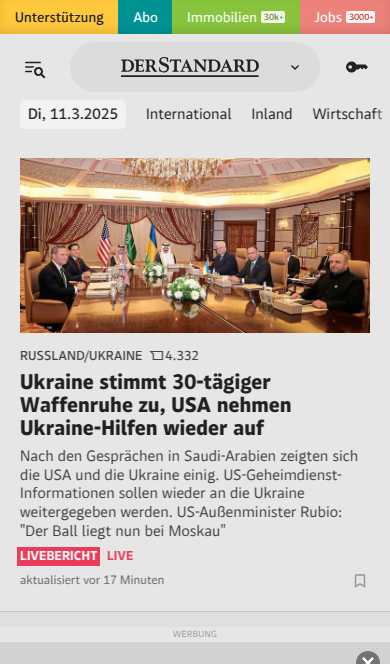 Unterstützung Abo Immobilien 30k+ Jobs 3000+
DERSTANDARD
Di, 11.3.2025 International Inland Wirtschaft
RUSSLAND/UKRAINE 4.332
Ukraine stimmt 30-tägiger
Waffenruhe zu, USA nehmen
Ukraine-Hilfen wieder auf
Nach den Gesprächen in Saudi-Arabien zeigten sich
die USA und die Ukraine einig. US-Geheimdienst-
Informationen sollen wieder an die Ukraine
weitergegeben werden. US-Außenminister Rubio:
"Der Ball liegt nun bei Moskau"
LIVEBERICHT LIVE
aktualisiert vor 17 Minuten
WERBUNG